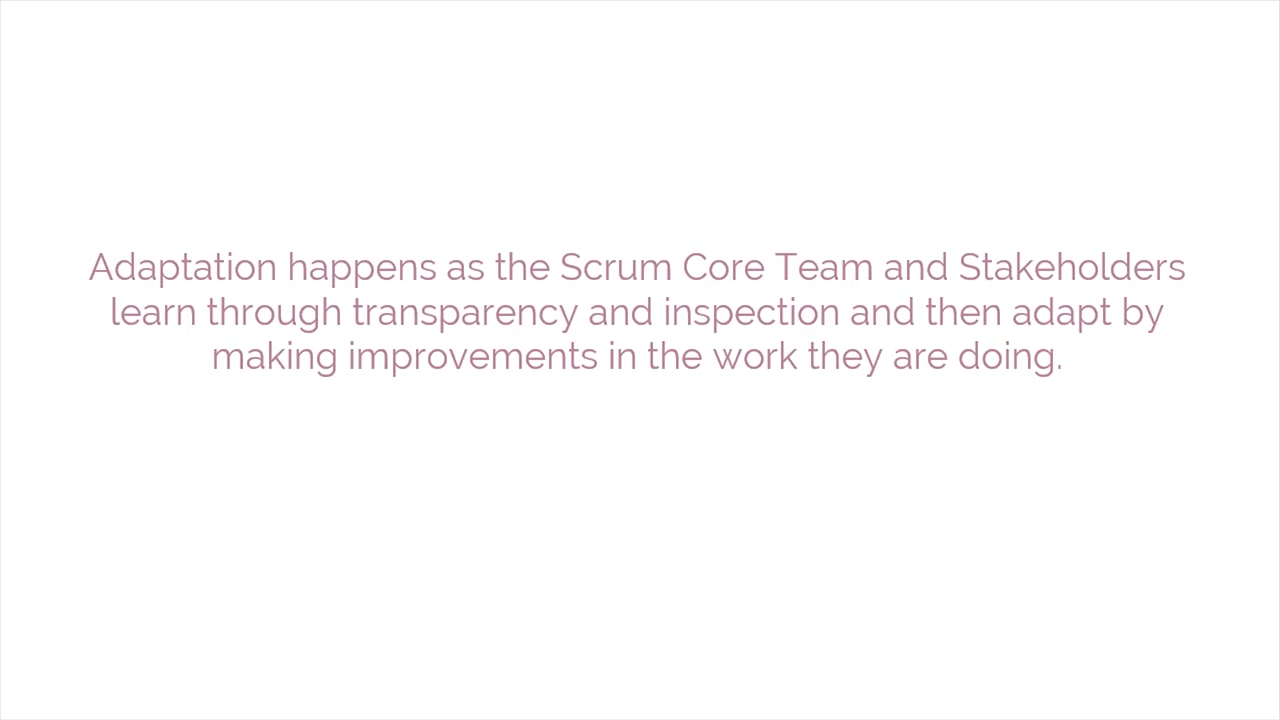 Adaptation happens as the Scrum Core Team and Stakeholders
learn through transparency and inspection and then adapt by
making improvements in the work they are doing.